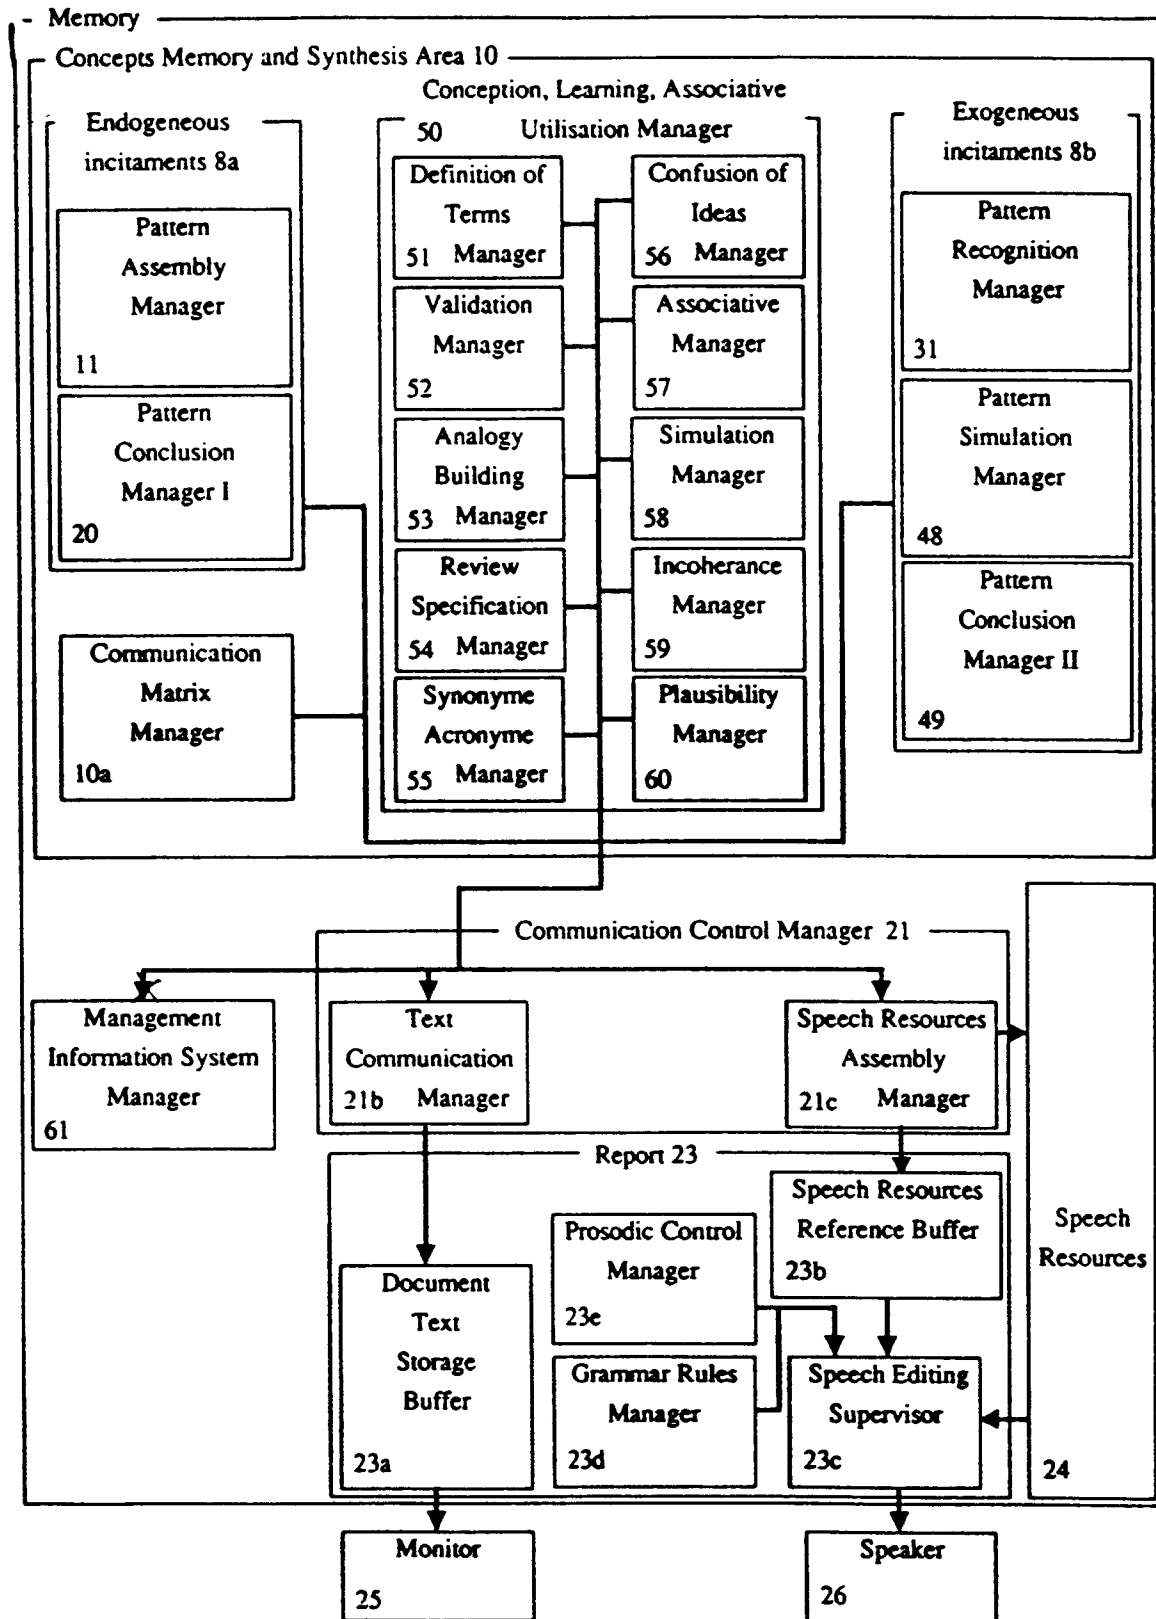 Memory
Concepts Memory and Synthesis Area 10
Endogeneous
incitaments 8a
Pattern
Assembly
Manager
11
Pattern
Conclusion
Manager I
20
Communication
Matrix
Manager
10a
Conception, Learning, Associative
50 Utilisation Manager
Definition of
Terms
51 Manager
Validation
Manager
52
Analogy
Building
53 Manager
Review
Specification
54 Manager
Synonyme
Acronyme
55 Manager
Confusion of
Ideas
56 Manager
Associative
Manager
57
Simulation
Manager
58
Incoherance
Manager
59
Plausibility
Manager
60
Exogeneous
incitaments 8b
Pattern
Recognition
Manager
31
Pattern
Simulation
Manager
48
Pattern
Conclusion
Manager II
49
Communication Control Manager 21
Management
Information System
Manager
61
Text
Communication
21b Manager
Speech Resources
Assembly
21c Manager
Report 23
Speech Resources
Reference Buffer
23b
Prosodic Control
Manager
23e
Document
Text
Storage
Buffer
23a
Grammar Rules
Manager
23d
Speech Editing
Supervisor
23c
Speech
Resources
24
Monitor
25
Speaker
26